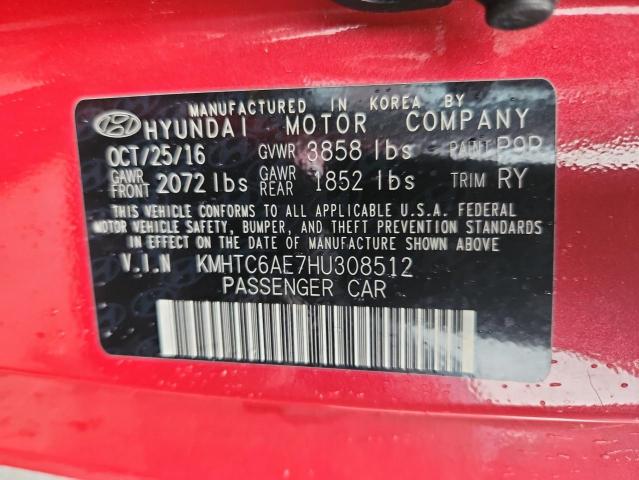 MANUFACTURED IN KOREA BY
HYUNDAI MOTOR COMPANY
OCT/25/16 GVWR 3858 lbs PAINT PQR
GAWR FRONT 2072 lbs GAWR REAR 1852 lbs TRIM RY
THIS VEHICLE CONFORMS TO ALL APPLICABLE U.S.A. FEDERAL
MOTOR VEHICLE SAFETY, BUMPER, AND THEFT PREVENTION STANDARDS
IN EFFECT ON THE DATE OF MANUFACTURE SHOWN ABOVE
V.I.N KMHTC6AE7HU308512
PASSENGER CAR